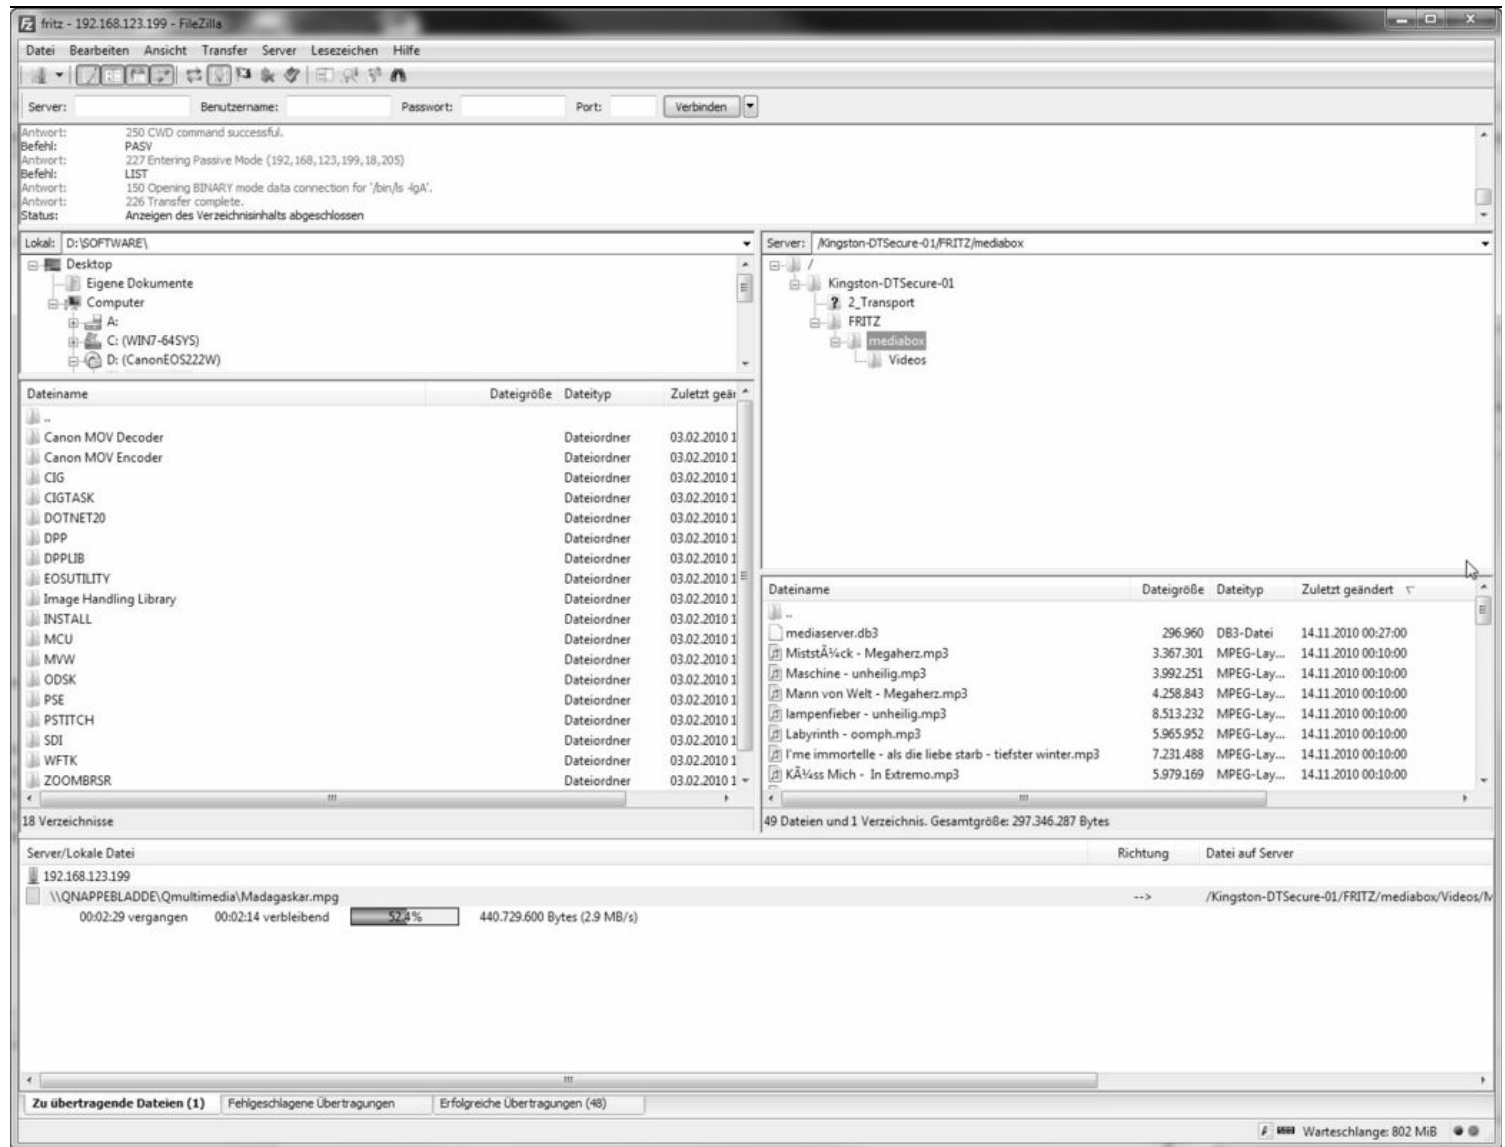 fritz - 192.168.123.199 - FileZilla
Datei Bearbeiten Ansicht Transfer Server Lesezeichen Hilfe
Server: Benutzername: Passwort: Port: Verbinden
Antwort: 250 CWD command successful.
Befehl: PASV
Antwort: 227 Entering Passive Mode (192,168,123,199,18,205)
Befehl: LIST
Antwort: 150 Opening BINARY mode data connection for '/bin/ls -lgA'.
Antwort: 226 Transfer complete.
Status: Anzeigen des Verzeichnisinhalts abgeschlossen
Lokal: D:\SOFTWARE\
Desktop
Eigene Dokumente
Computer
A:
C: (WIN7-64SYS)
D: (CanonEOS222W)
Dateiname Dateigröße Dateityp Zuletzt geär
..
Canon MOV Decoder Dateiordner 03.02.2010 1
Canon MOV Encoder Dateiordner 03.02.2010 1
CIG Dateiordner 03.02.2010 1
CIGTASK Dateiordner 03.02.2010 1
DOTNET20 Dateiordner 03.02.2010 1
DPP Dateiordner 03.02.2010 1
DPPLIB Dateiordner 03.02.2010 1
EOSUTILITY Dateiordner 03.02.2010 1
Image Handling Library Dateiordner 03.02.2010 1
INSTALL Dateiordner 03.02.2010 1
MCU Dateiordner 03.02.2010 1
MVW Dateiordner 03.02.2010 1
ODSK Dateiordner 03.02.2010 1
PSE Dateiordner 03.02.2010 1
PSTITCH Dateiordner 03.02.2010 1
SDI Dateiordner 03.02.2010 1
WFTK Dateiordner 03.02.2010 1
ZOOMBRSR Dateiordner 03.02.2010 1
18 Verzeichnisse
Server: /Kingston-DTSecure-01/FRITZ/mediabox
/
Kingston-DTSecure-01
2_Transport
FRITZ
mediabox
Videos
Dateiname Dateigröße Dateityp Zuletzt geändert
..
mediaserver.db3 296.960 DB3-Datei 14.11.2010 00:27:00
MiststÃ¼ck - Megaherz.mp3 3.367.301 MPEG-Lay... 14.11.2010 00:10:00
Maschine - unheilig.mp3 3.992.251 MPEG-Lay... 14.11.2010 00:10:00
Mann von Welt - Megaherz.mp3 4.258.843 MPEG-Lay... 14.11.2010 00:10:00
lampenfieber - unheilig.mp3 8.513.232 MPEG-Lay... 14.11.2010 00:10:00
Labyrinth - oomph.mp3 5.965.952 MPEG-Lay... 14.11.2010 00:10:00
I'me immortelle - als die liebe starb - tiefster winter.mp3 7.231.488 MPEG-Lay... 14.11.2010 00:10:00
KÃ¼ss Mich - In Extremo.mp3 5.979.169 MPEG-Lay... 14.11.2010 00:10:00
49 Dateien und 1 Verzeichnis. Gesamtgröße: 297.346.287 Bytes
Server/Lokale Datei Richtung Datei auf Server
192.168.123.199
\\QNAPPEBLADDE\Qmultimedia\Madagaskar.mpg --> /Kingston-DTSecure-01/FRITZ/mediabox/Videos/M
00:02:29 vergangen 00:02:14 verbleibend 52.4% 440.729.600 Bytes (2.9 MB/s)
Zu übertragende Dateien (1) Fehlgeschlagene Übertragungen Erfolgreiche Übertragungen (48)
Warteschlange: 802 MiB